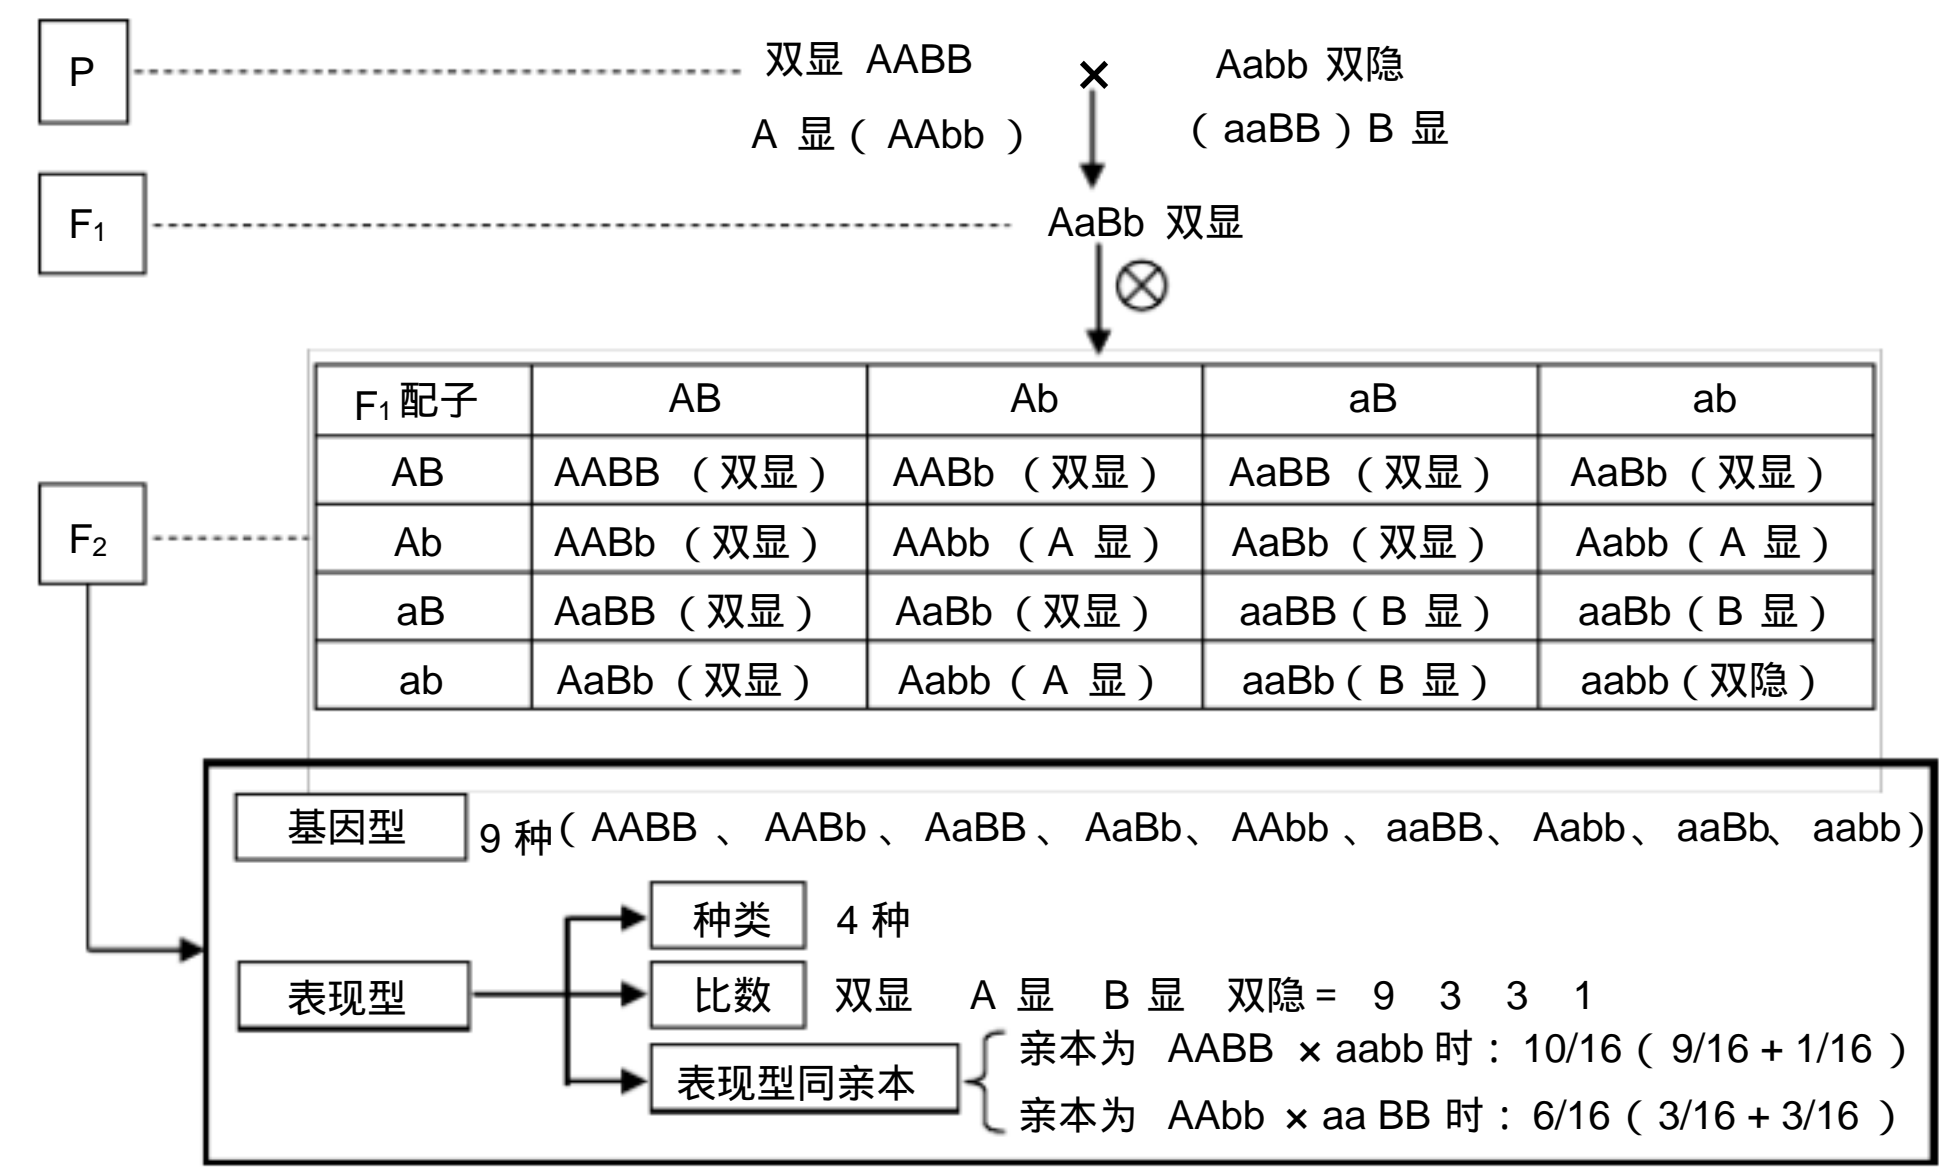 P 双显 AABB × Aabb 双隐
A 显( AAbb ) ( aaBB ) B 显
F1 AaBb 双显
F1 配子 AB Ab aB ab
AB AABB (双显) AABb (双显) AaBB (双显) AaBb (双显)
F2 Ab AABb (双显) AAbb (A 显) AaBb (双显) Aabb (A 显)
aB AaBB (双显) AaBb (双显) aaBB (B 显) aaBb (B 显)
ab AaBb (双显) Aabb (A 显) aaBb (B 显) aabb (双隐)
基因型 9 种( AABB 、 AABb 、 AaBB 、 AaBb、 AAbb 、 aaBB、 Aabb、 aaBb、 aabb )
种类 4 种
表现型 比数 双显 A 显 B 显 双隐 = 9 3 3 1
亲本为 AABB × aabb 时 : 10/16 ( 9/16 + 1/16 )
表现型同亲本
亲本为 AAbb × aa BB 时 : 6/16 ( 3/16 + 3/16 )